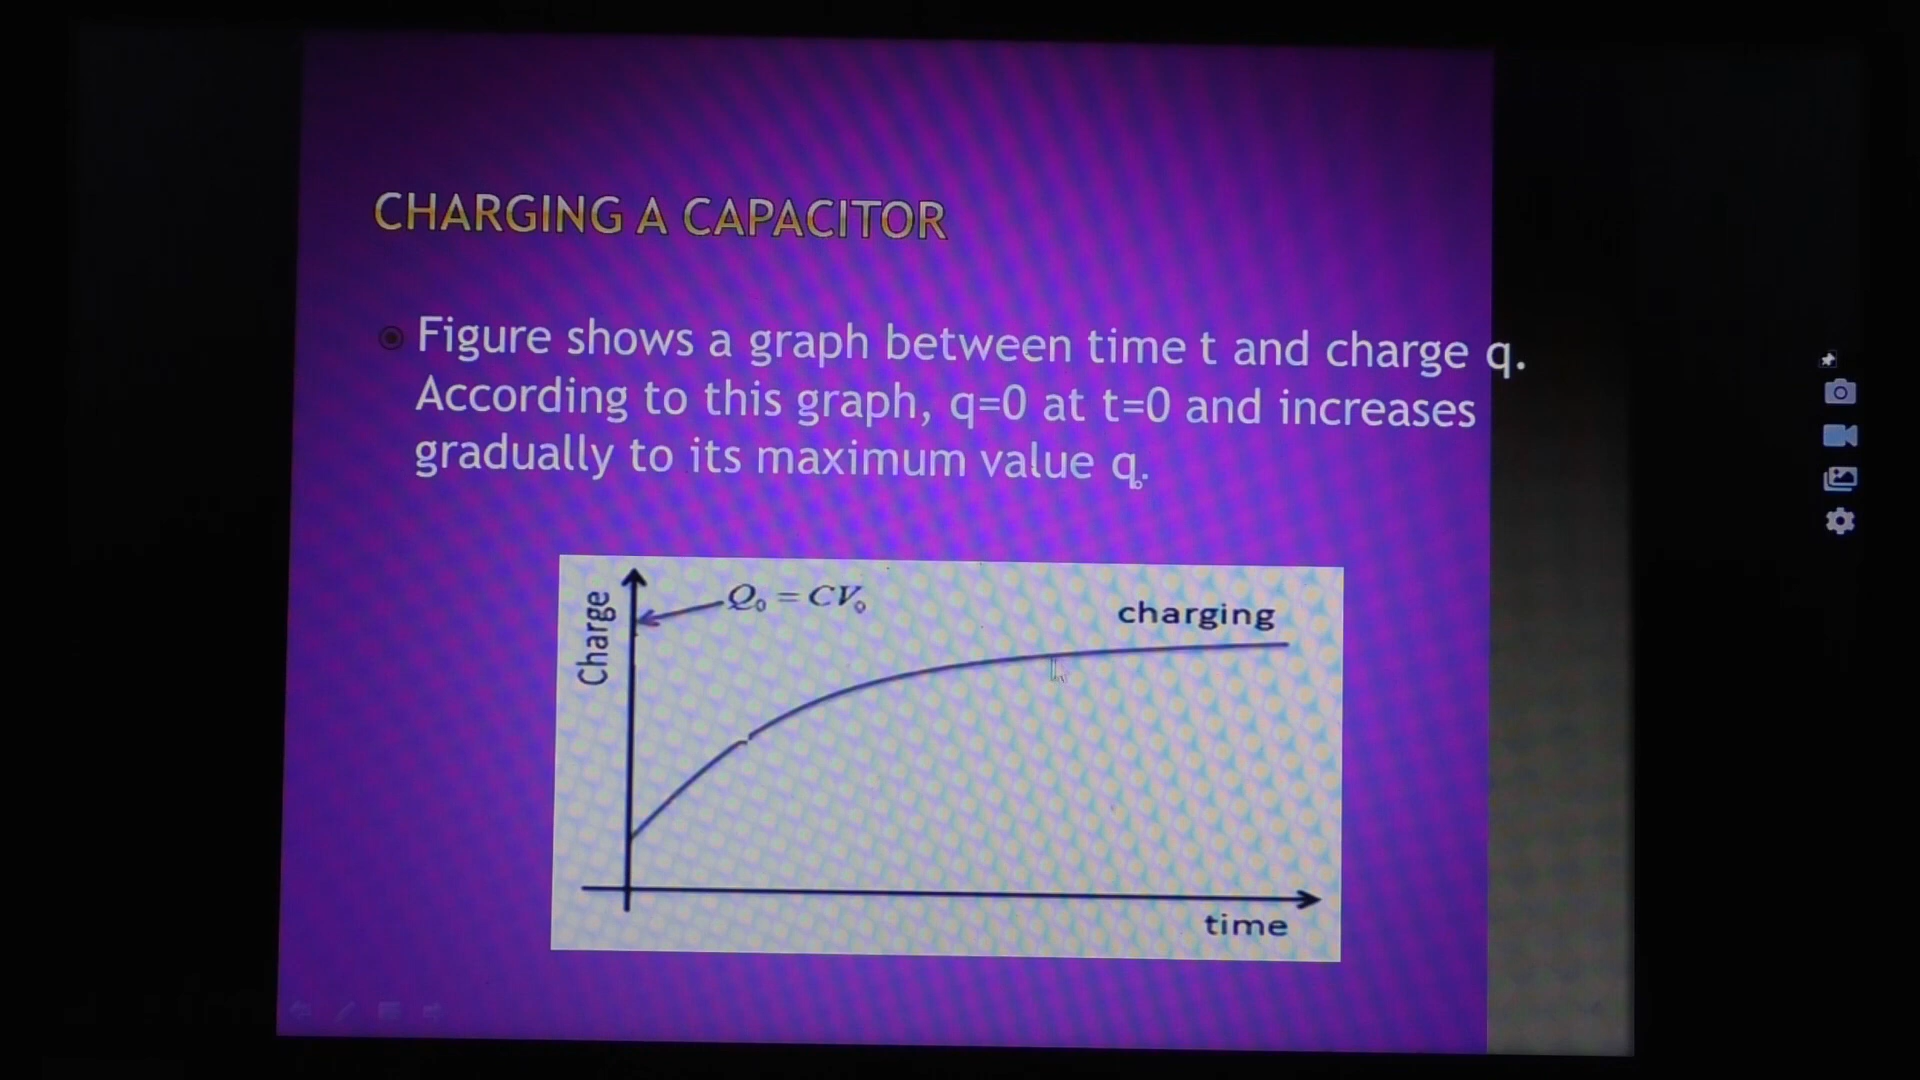 CHARGING A CAPACITOR
Figure shows a graph between time t and charge q.
According to this graph, q=0 at t=0 and increases
gradually to its maximum value q₀.
Q₀ = CV₀
charging
Charge
time